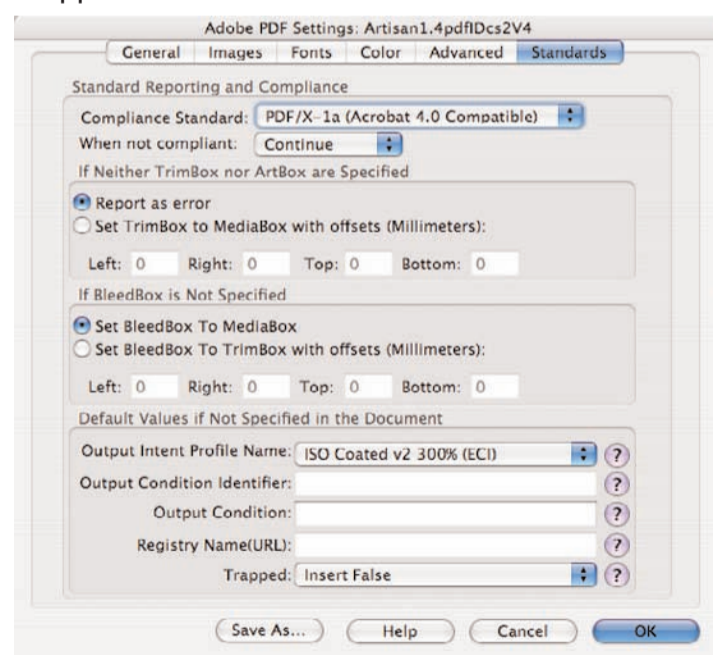 Adobe PDF Settings: Artisan1.4pdfIDcs2V4
General Images Fonts Color Advanced Standards
Standard Reporting and Compliance
Compliance Standard: PDF/X-1a (Acrobat 4.0 Compatible)
When not compliant: Continue
If Neither TrimBox nor ArtBox are Specified
Report as error
Set TrimBox to MediaBox with offsets (Millimeters):
Left: 0 Right: 0 Top: 0 Bottom: 0
If BleedBox is Not Specified
Set BleedBox To MediaBox
Set BleedBox To TrimBox with offsets (Millimeters):
Left: 0 Right: 0 Top: 0 Bottom: 0
Default Values if Not Specified in the Document
Output Intent Profile Name: ISO Coated v2 300% (ECI) ?
Output Condition Identifier: ?
Output Condition: ?
Registry Name(URL): ?
Trapped: Insert False ?
Save As... Help Cancel OK